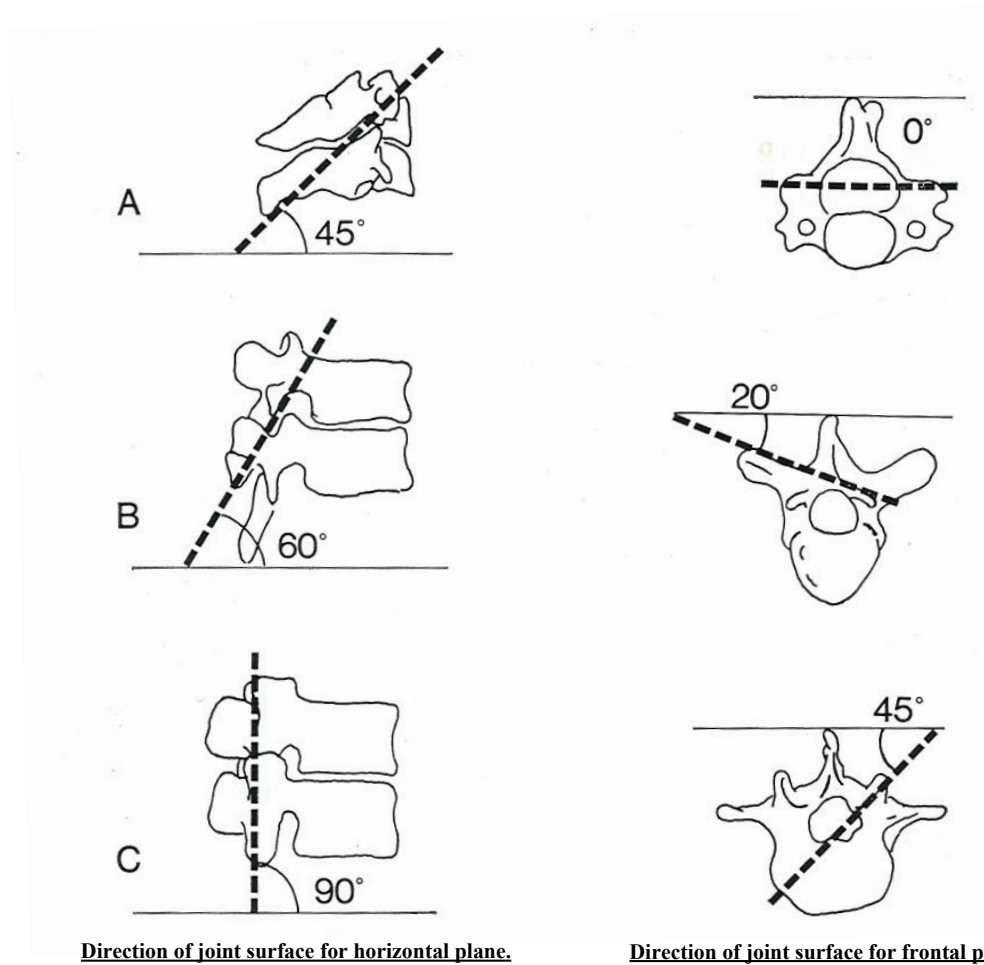 A
45°
0°
B
60°
20°
C
90°
45°
Direction of joint surface for horizontal plane.
Direction of joint surface for frontal p